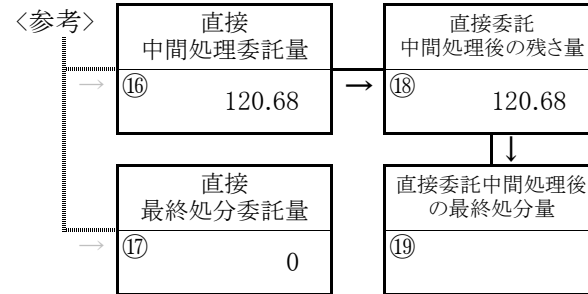 〈参考〉
直接
中間処理委託量
→ ⑯ 120.68
直接委託
中間処理後の残さ量
→ ⑱ 120.68
↓
直接
最終処分委託量
→ ⑰ 0
直接委託中間処理後
の最終処分量
⑲